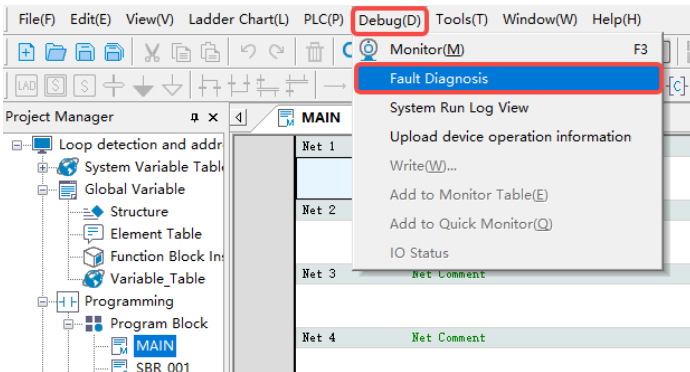 File(F) Edit(E) View(V) Ladder Chart(L) PLC(P) Debug(D) Tools(T) Window(W) Help(H)
Monitor(M) F3
Fault Diagnosis
System Run Log View
Upload device operation information
Write(W)...
Add to Monitor Table(E)
Add to Quick Monitor(Q)
IO Status
LAD S S
[C]
Project Manager
MAIN
Loop detection and addr
System Variable Tabl
Global Variable
Structure
Element Table
Function Block In
Variable_Table
Programming
Program Block
MAIN
SBR_001
Net 1
Net 2
Net 3 Net Comment
Net 4 Net Comment